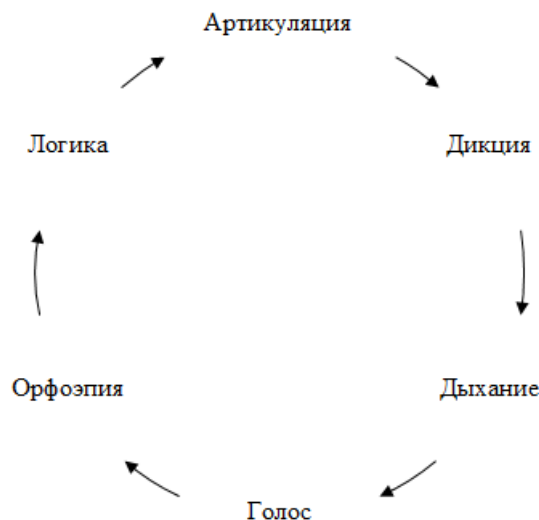 Артикуляция
Логика
Дикция
Орфоэпия
Дыхание
Голос